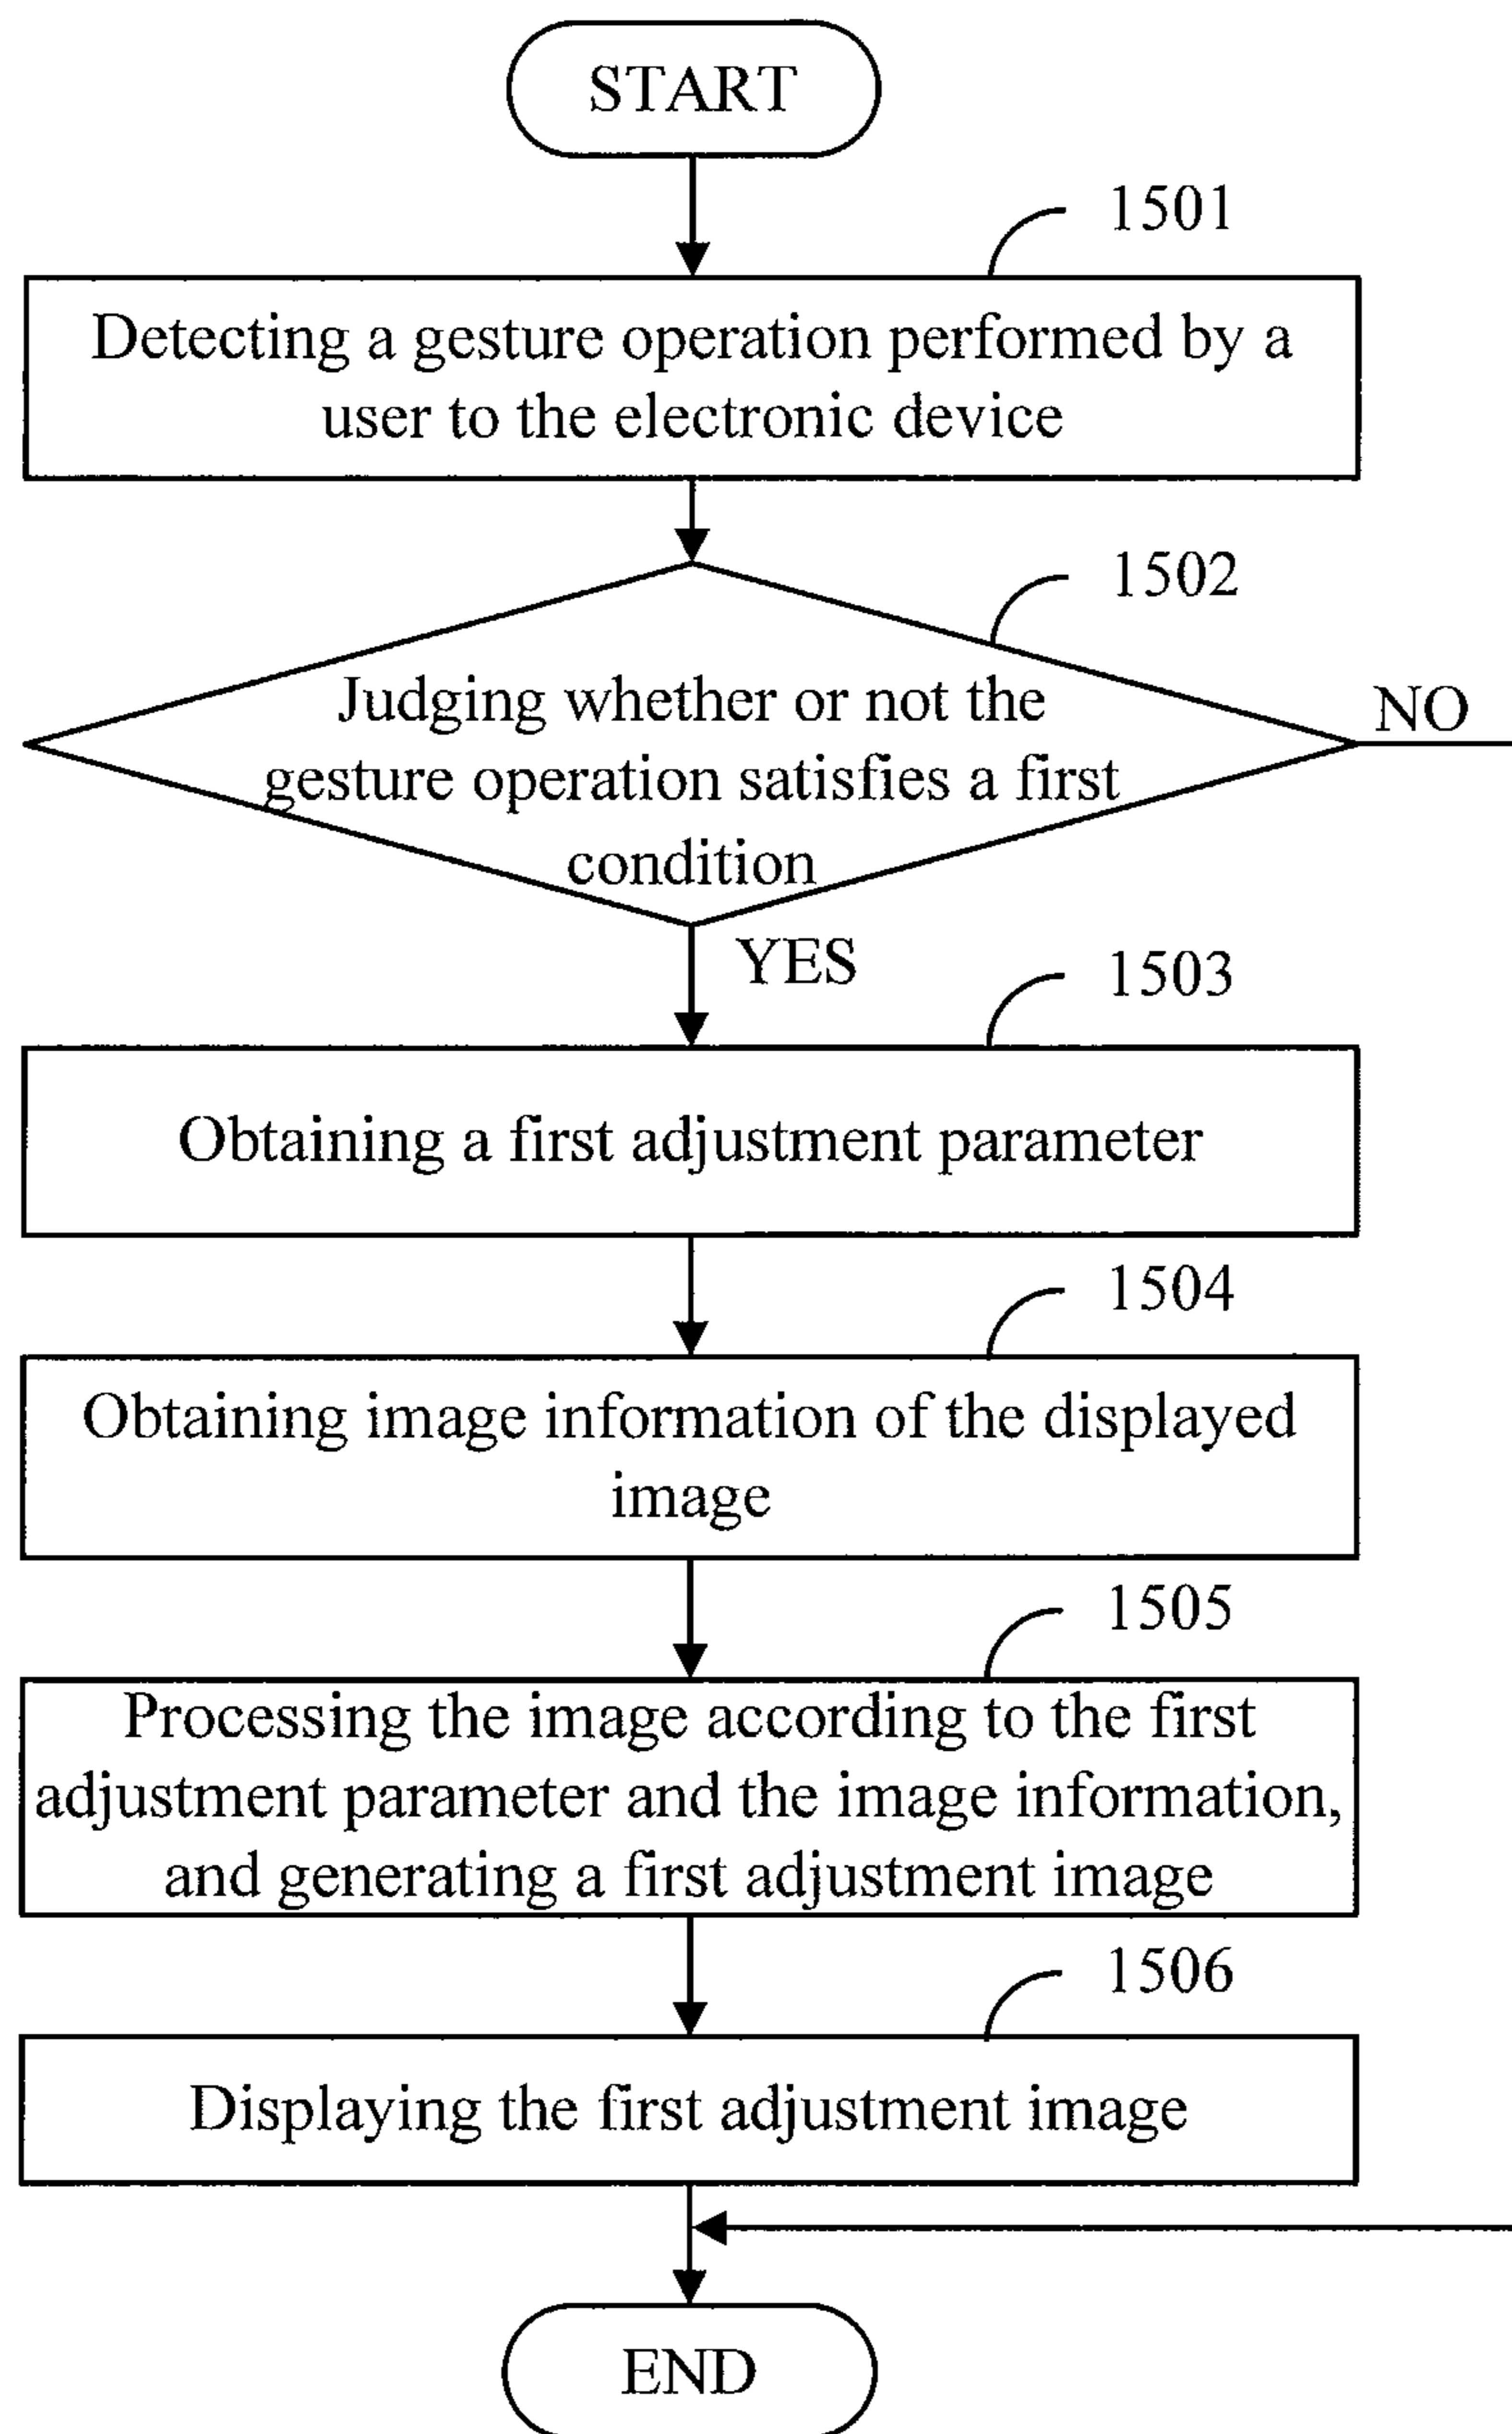 START
1501
Detecting a gesture operation performed by a
user to the electronic device
1502
Judging whether or not the
gesture operation satisfies a first
condition
NO
YES
1503
Obtaining a first adjustment parameter
1504
Obtaining image information of the displayed
image
1505
Processing the image according to the first
adjustment parameter and the image information,
and generating a first adjustment image
1506
Displaying the first adjustment image
END